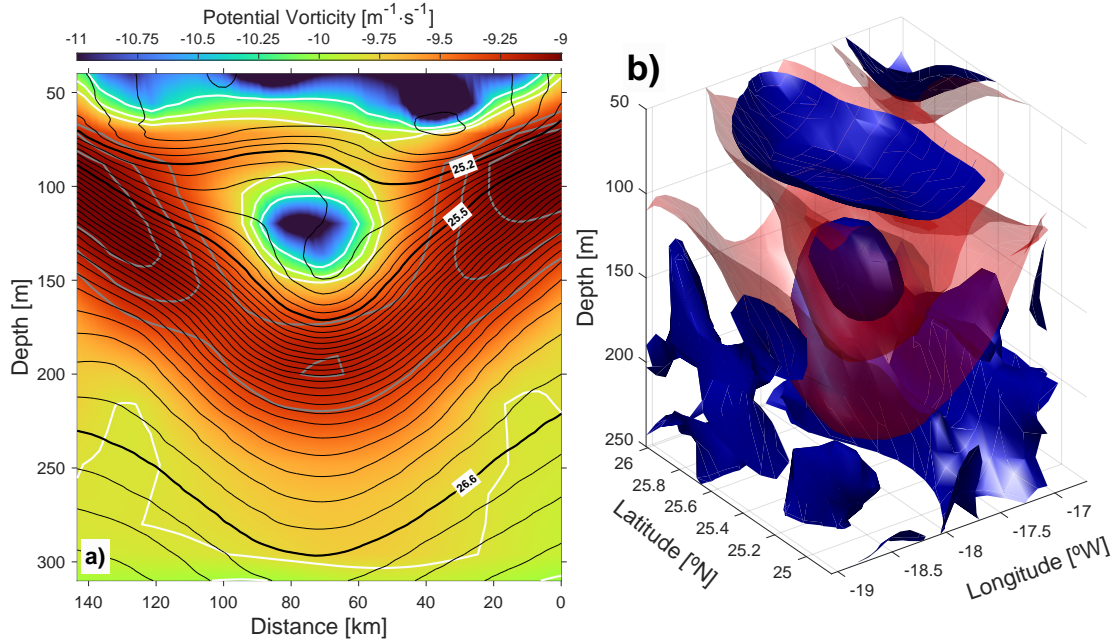 Potential Vorticity [m⁻¹·s⁻¹]
-11 -10.75 -10.5 -10.25 -10 -9.75 -9.5 -9.25 -9
50
100
150
200
250
300
Depth [m]
25.2
25.5
26.6
a)
140 120 100 80 60 40 20 0
Distance [km]
b)
50
100
150
200
250
Depth [m]
26
25.8
25.6
25.4
25.2
25
Latitude [ºN]
-19
-18.5
-18
-17.5
-17
Longitude [ºW]